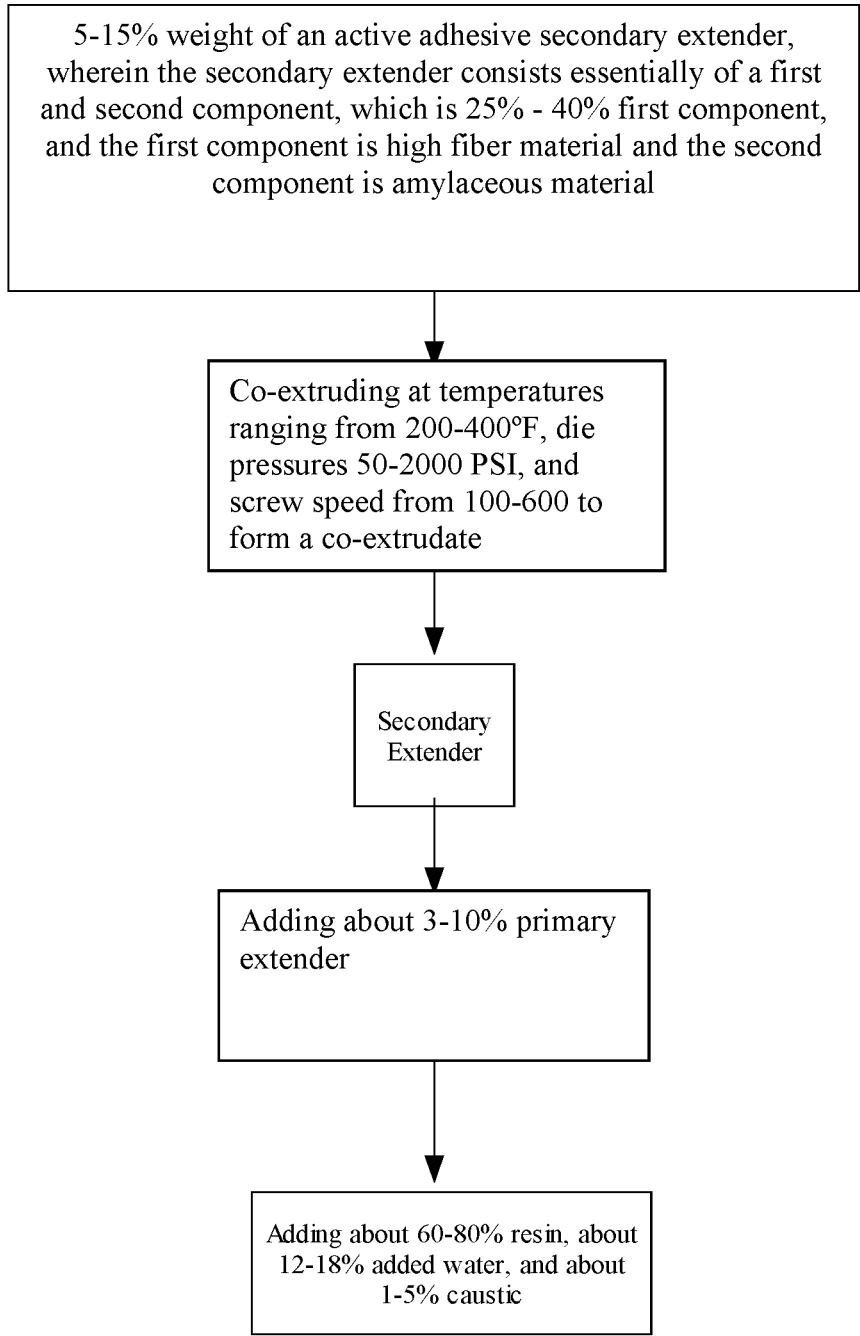 5-15% weight of an active adhesive secondary extender,
wherein the secondary extender consists essentially of a first
and second component, which is 25% - 40% first component,
and the first component is high fiber material and the second
component is amylaceous material
Co-extruding at temperatures
ranging from 200-400ºF, die
pressures 50-2000 PSI, and
screw speed from 100-600 to
form a co-extrudate
Secondary
Extender
Adding about 3-10% primary
extender
Adding about 60-80% resin, about
12-18% added water, and about
1-5% caustic